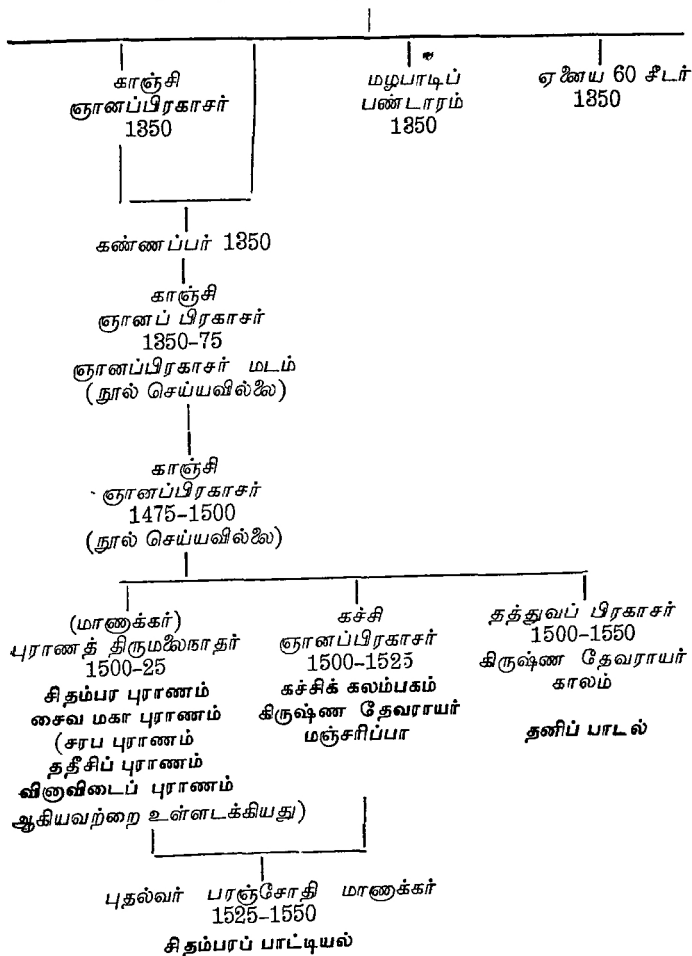 காஞ்சி
ஞானப்பிரகாசர்
1350
மழபாடிப்
பண்டாரம்
1350
ஏனைய 60 சீடர்
1350
கண்ணப்பர் 1350
காஞ்சி
ஞானப் பிரகாசர்
1350-75
ஞானப்பிரகாசர் மடம்
(நூல் செய்யவில்லை)
காஞ்சி
ஞானப்பிரகாசர்
1475-1500
(நூல் செய்யவில்லை)
(மாணாக்கர்)
புராணத் திருமலைநாதர்
1500-25
சிதம்பர புராணம்
சைவ மகா புராணம்
(சரப புராணம்
ததீசிப் புராணம்
வினாவிடைப் புராணம்
ஆகியவற்றை உள்ளடக்கியது)
கச்சி
ஞானப்பிரகாசர்
1500-1525
கச்சிக் கலம்பகம்
கிருஷ்ண தேவராயர்
மஞ்சரிப்பா
தத்துவப் பிரகாசர்
1500-1550
கிருஷ்ண தேவராயர்
காலம்
தனிப் பாடல்
புதல்வர் பரஞ்சோதி மாணாக்கர்
1525-1550
சிதம்பரப் பாட்டியல்